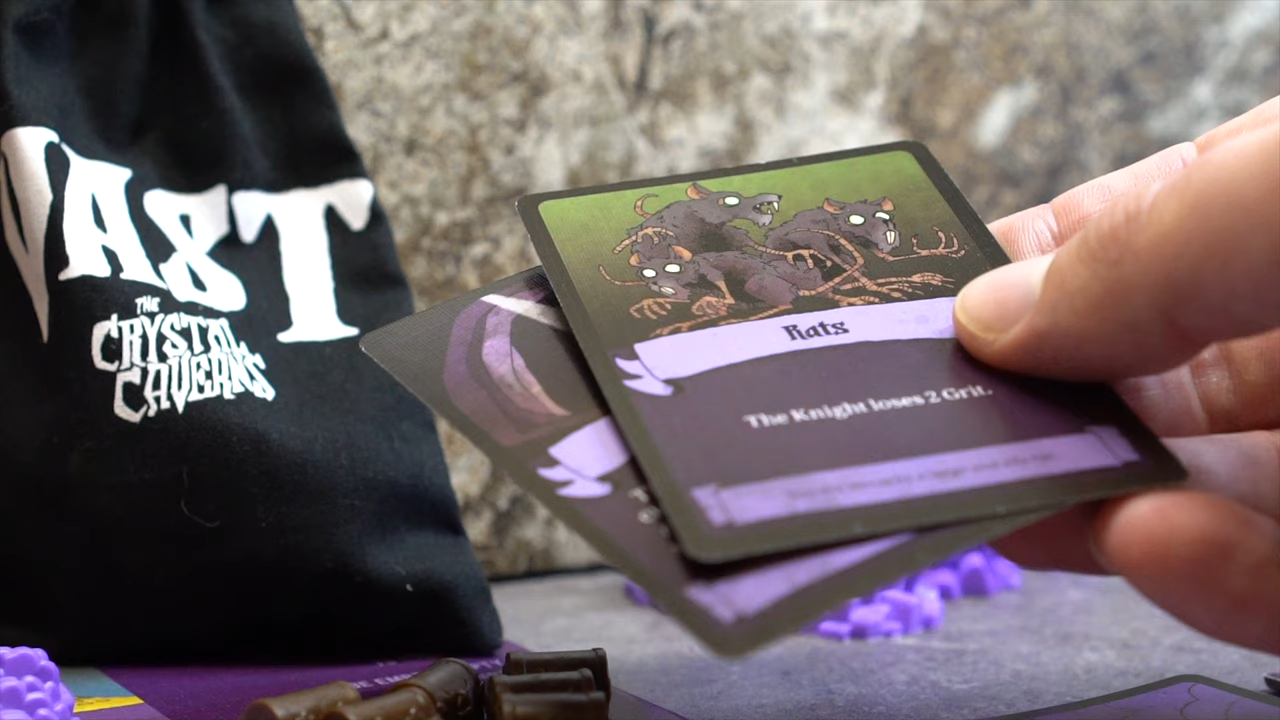 VAST
THE
CRYSTAL
CAVERNS
Rats
The Knight loses 2 Grit.